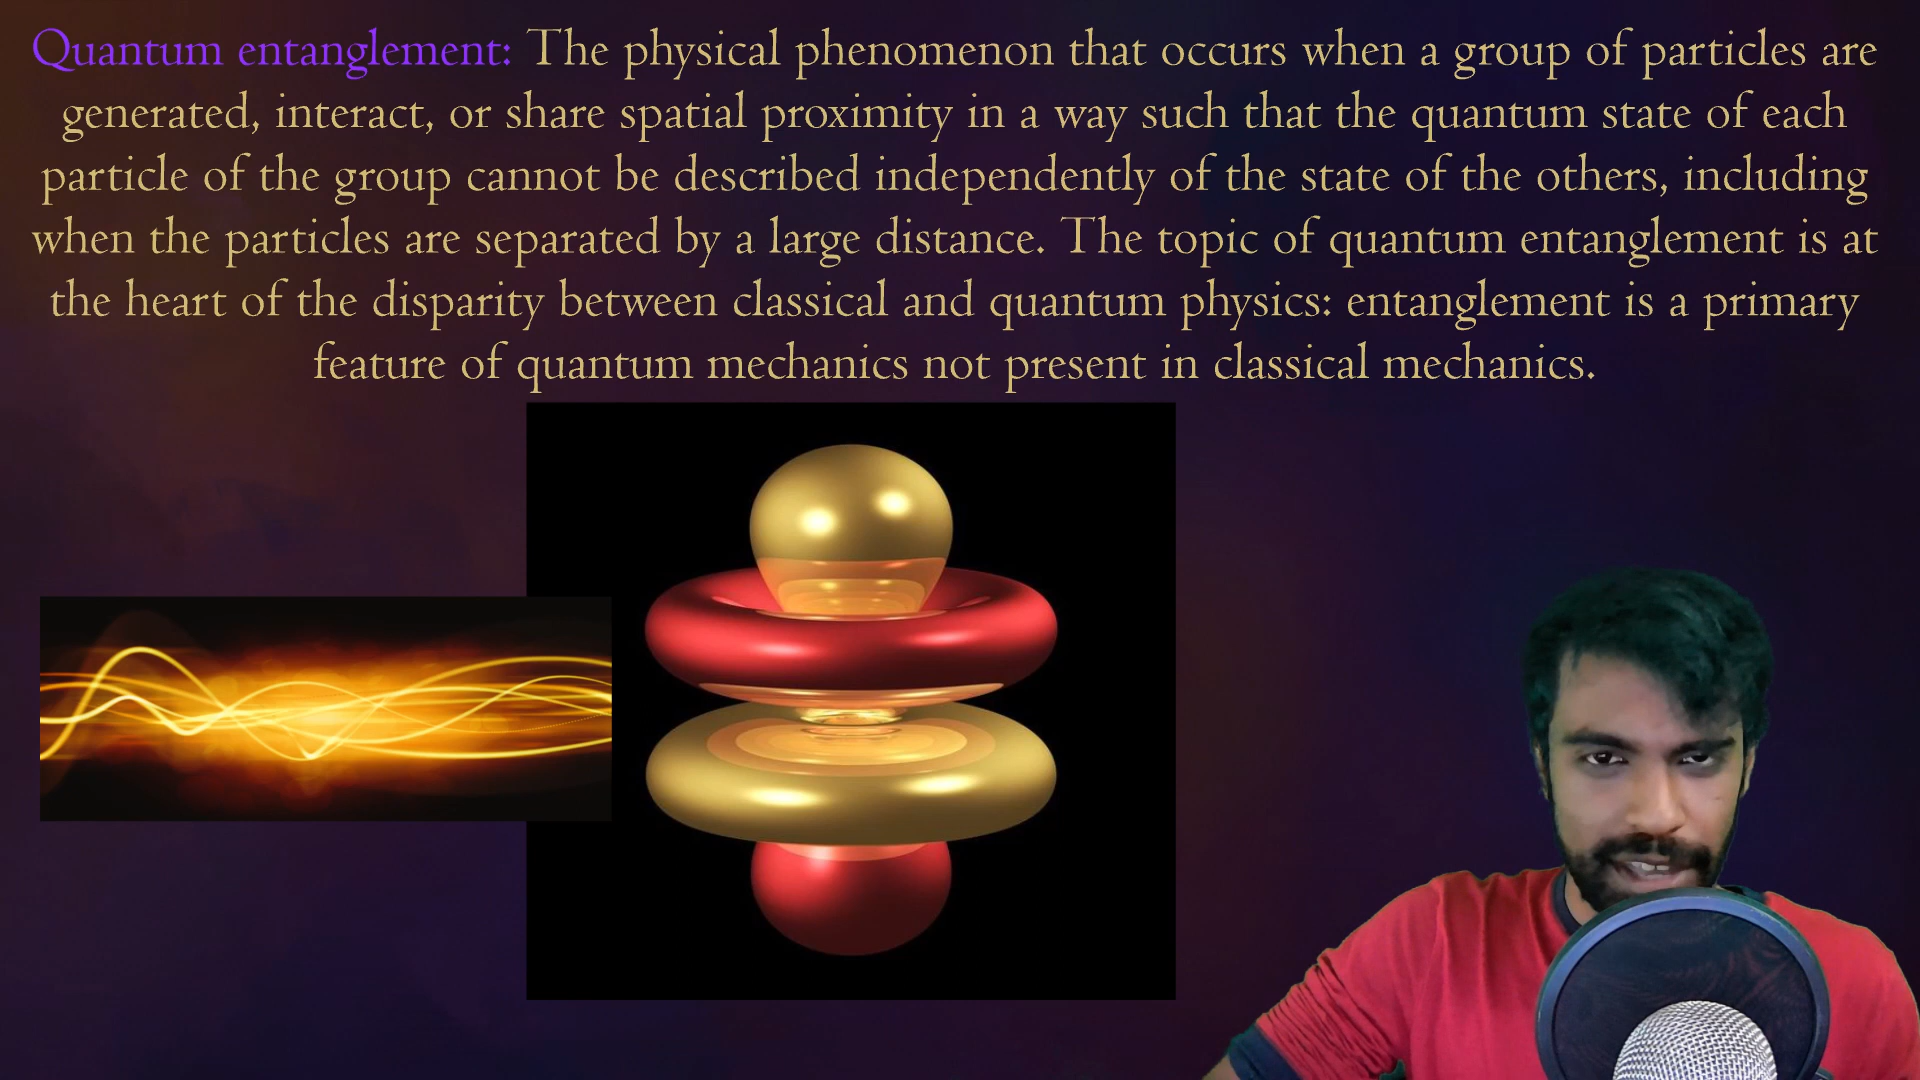 Quantum entanglement: The physical phenomenon that occurs when a group of particles are
generated, interact, or share spatial proximity in a way such that the quantum state of each
particle of the group cannot be described independently of the state of the others, including
when the particles are separated by a large distance. The topic of quantum entanglement is at
the heart of the disparity between classical and quantum physics: entanglement is a primary
feature of quantum mechanics not present in classical mechanics.